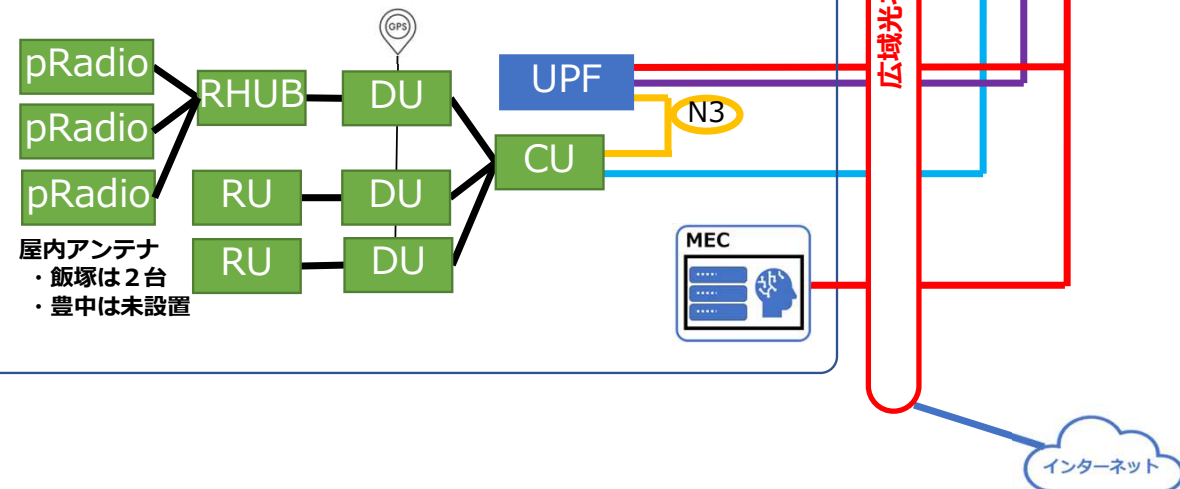 GPS
pRadio
pRadio
pRadio
RHUB
DU
RU
DU
RU
DU
屋内アンテナ
・飯塚は２台
・豊中は未設置
UPF
N3
CU
MEC
広域光
インターネット